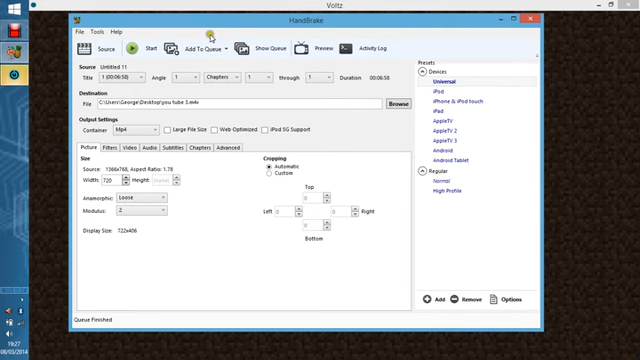 Voltz
HandBrake
File Tools Help
Source Start Add To Queue Show Queue Preview Activity Log
Source Untitled 11
Title 1 (00:06:58) Angle 1 Chapters 1 through 1 Duration 00:06:58
Destination
File C:\Users\George\Desktop\you tube 3.m4v Browse
Output Settings
Container Mp4 Large File Size Web Optimized iPod 5G Support
Picture Filters Video Audio Subtitles Chapters Advanced
Size
Source: 1366x768, Aspect Ratio: 1.78
Width: 720 Height: (none)
Anamorphic: Loose
Modulus: 2
Display Size: 722x406
Cropping
Automatic
Custom
Top
0
Left 0 0 Right
0
Bottom
Presets
Devices
Universal
iPod
iPhone & iPod touch
iPad
AppleTV
AppleTV 2
AppleTV 3
Android
Android Tablet
Regular
Normal
High Profile
Add Remove Options
Queue Finished
19:27
08/03/2014